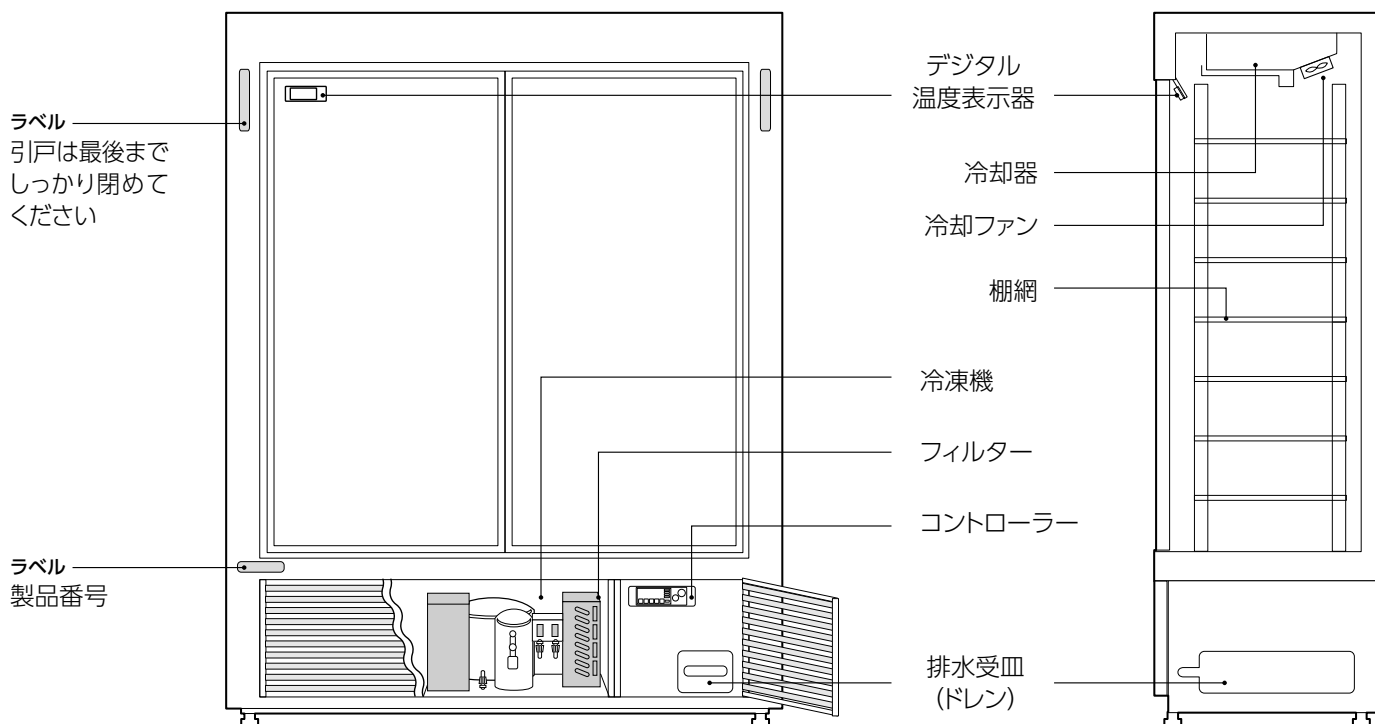 ラベル
引戸は最後まで
しっかり閉めて
ください
ラベル
製品番号
デジタル
温度表示器
冷却器
冷却ファン
棚網
冷凍機
フィルター
コントローラー
排水受皿
(ドレン)